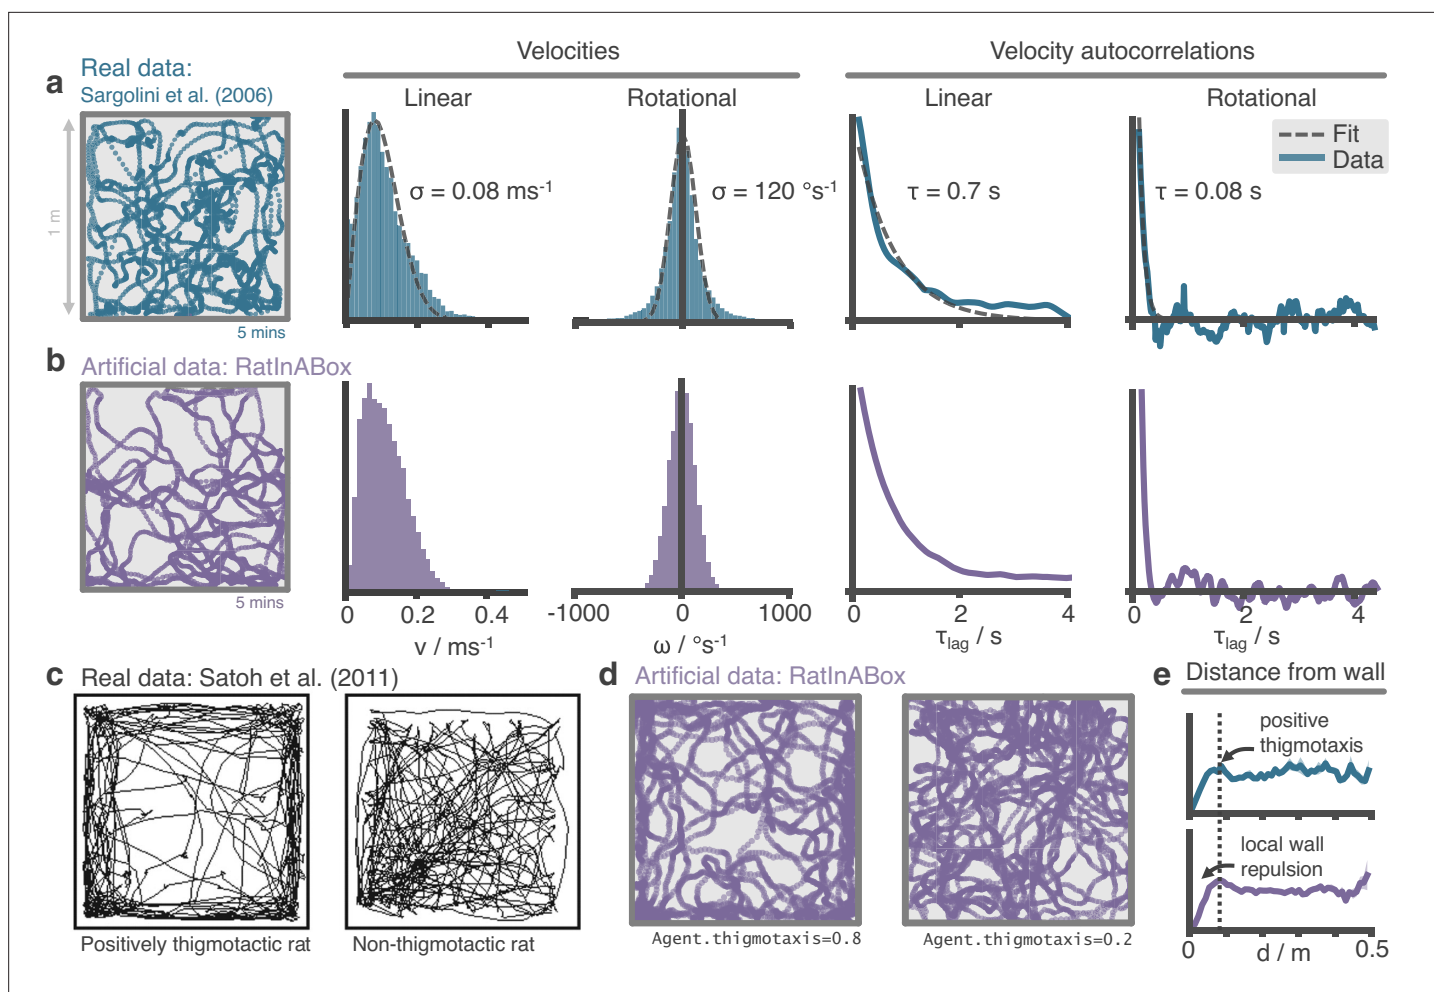 Velocities
Velocity autocorrelations
a Real data:
Sargolini et al. (2006)
Linear
Rotational
Linear
Rotational
1 m
σ = 0.08 ms-1
σ = 120 °s-1
τ = 0.7 s
τ = 0.08 s
Fit
Data
5 mins
b Artificial data: RatInABox
5 mins
0 0.2 0.4
v / ms-1
-1000 0 1000
ω / °s-1
0 2 4
τlag / s
0 2 4
τlag / s
c Real data: Satoh et al. (2011)
Positively thigmotactic rat
Non-thigmotactic rat
d Artificial data: RatInABox
Agent.thigmotaxis=0.8
Agent.thigmotaxis=0.2
e Distance from wall
positive
thigmotaxis
local wall
repulsion
0 0.5
d / m